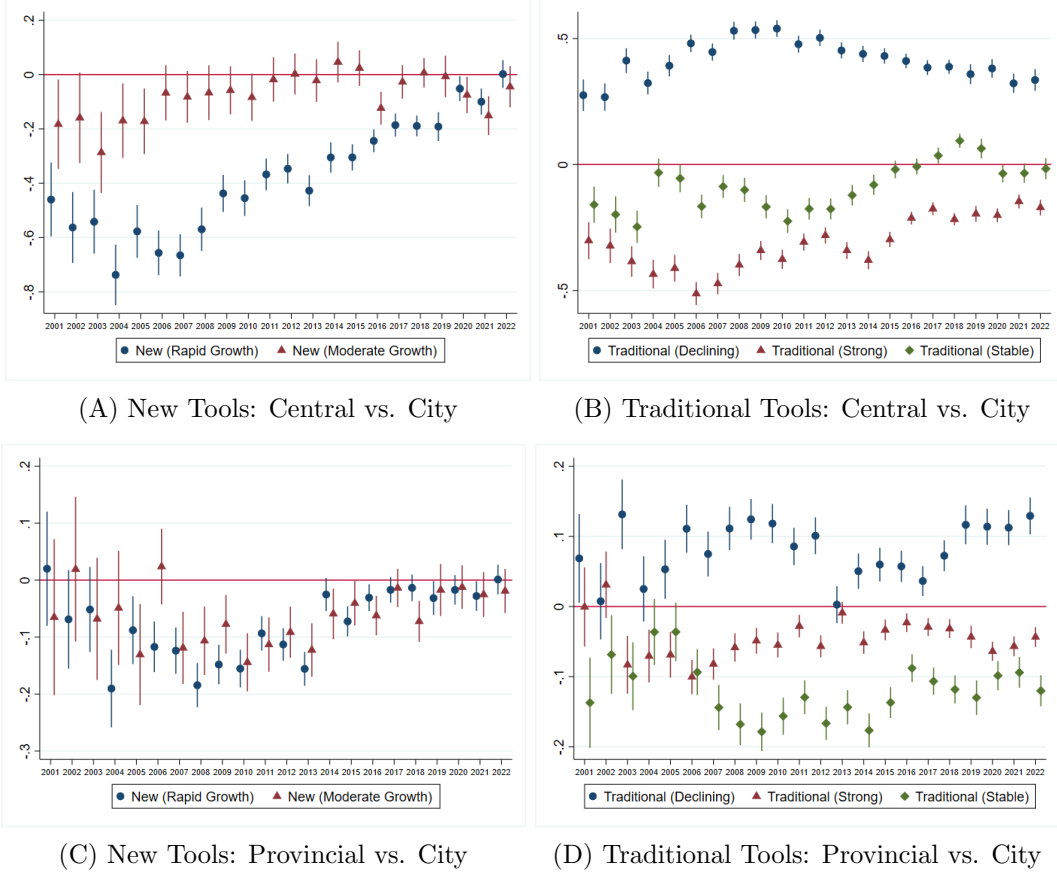 .2
0
-.2
-.4
-.6
-.8
2001 2002 2003 2004 2005 2006 2007 2008 2009 2010 2011 2012 2013 2014 2015 2016 2017 2018 2019 2020 2021 2022
New (Rapid Growth) New (Moderate Growth)
(A) New Tools: Central vs. City
.5
0
-.5
2001 2002 2003 2004 2005 2006 2007 2008 2009 2010 2011 2012 2013 2014 2015 2016 2017 2018 2019 2020 2021 2022
Traditional (Declining) Traditional (Strong) Traditional (Stable)
(B) Traditional Tools: Central vs. City
.2
.1
0
-.1
-.2
-.3
2001 2002 2003 2004 2005 2006 2007 2008 2009 2010 2011 2012 2013 2014 2015 2016 2017 2018 2019 2020 2021 2022
New (Rapid Growth) New (Moderate Growth)
(C) New Tools: Provincial vs. City
.2
.1
0
-.1
-.2
2001 2002 2003 2004 2005 2006 2007 2008 2009 2010 2011 2012 2013 2014 2015 2016 2017 2018 2019 2020 2021 2022
Traditional (Declining) Traditional (Strong) Traditional (Stable)
(D) Traditional Tools: Provincial vs. City